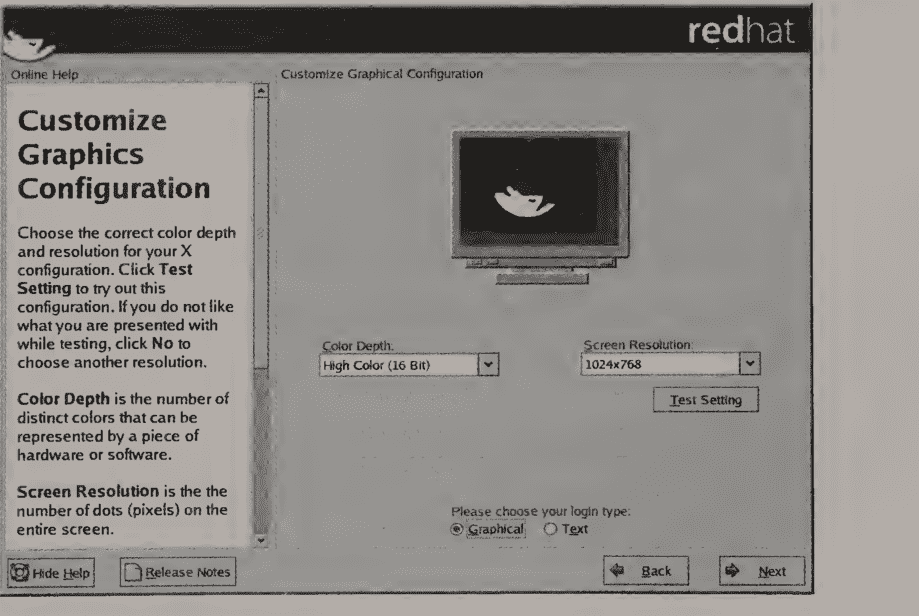 redhat
Online Help
Customize Graphical Configuration
Customize
Graphics
Configuration
Choose the correct color depth
and resolution for your X
configuration. Click Test
Setting to try out this
configuration. If you do not like
what you are presented with
while testing, click No to
choose another resolution.
Color Depth is the number of
distinct colors that can be
represented by a piece of
hardware or software.
Screen Resolution is the the
number of dots (pixels) on the
entire screen.
Color Depth:
High Color (16 Bit)
Screen Resolution:
1024x768
Test Setting
Please choose your login type:
Graphical
Text
Hide Help
Release Notes
Back
Next